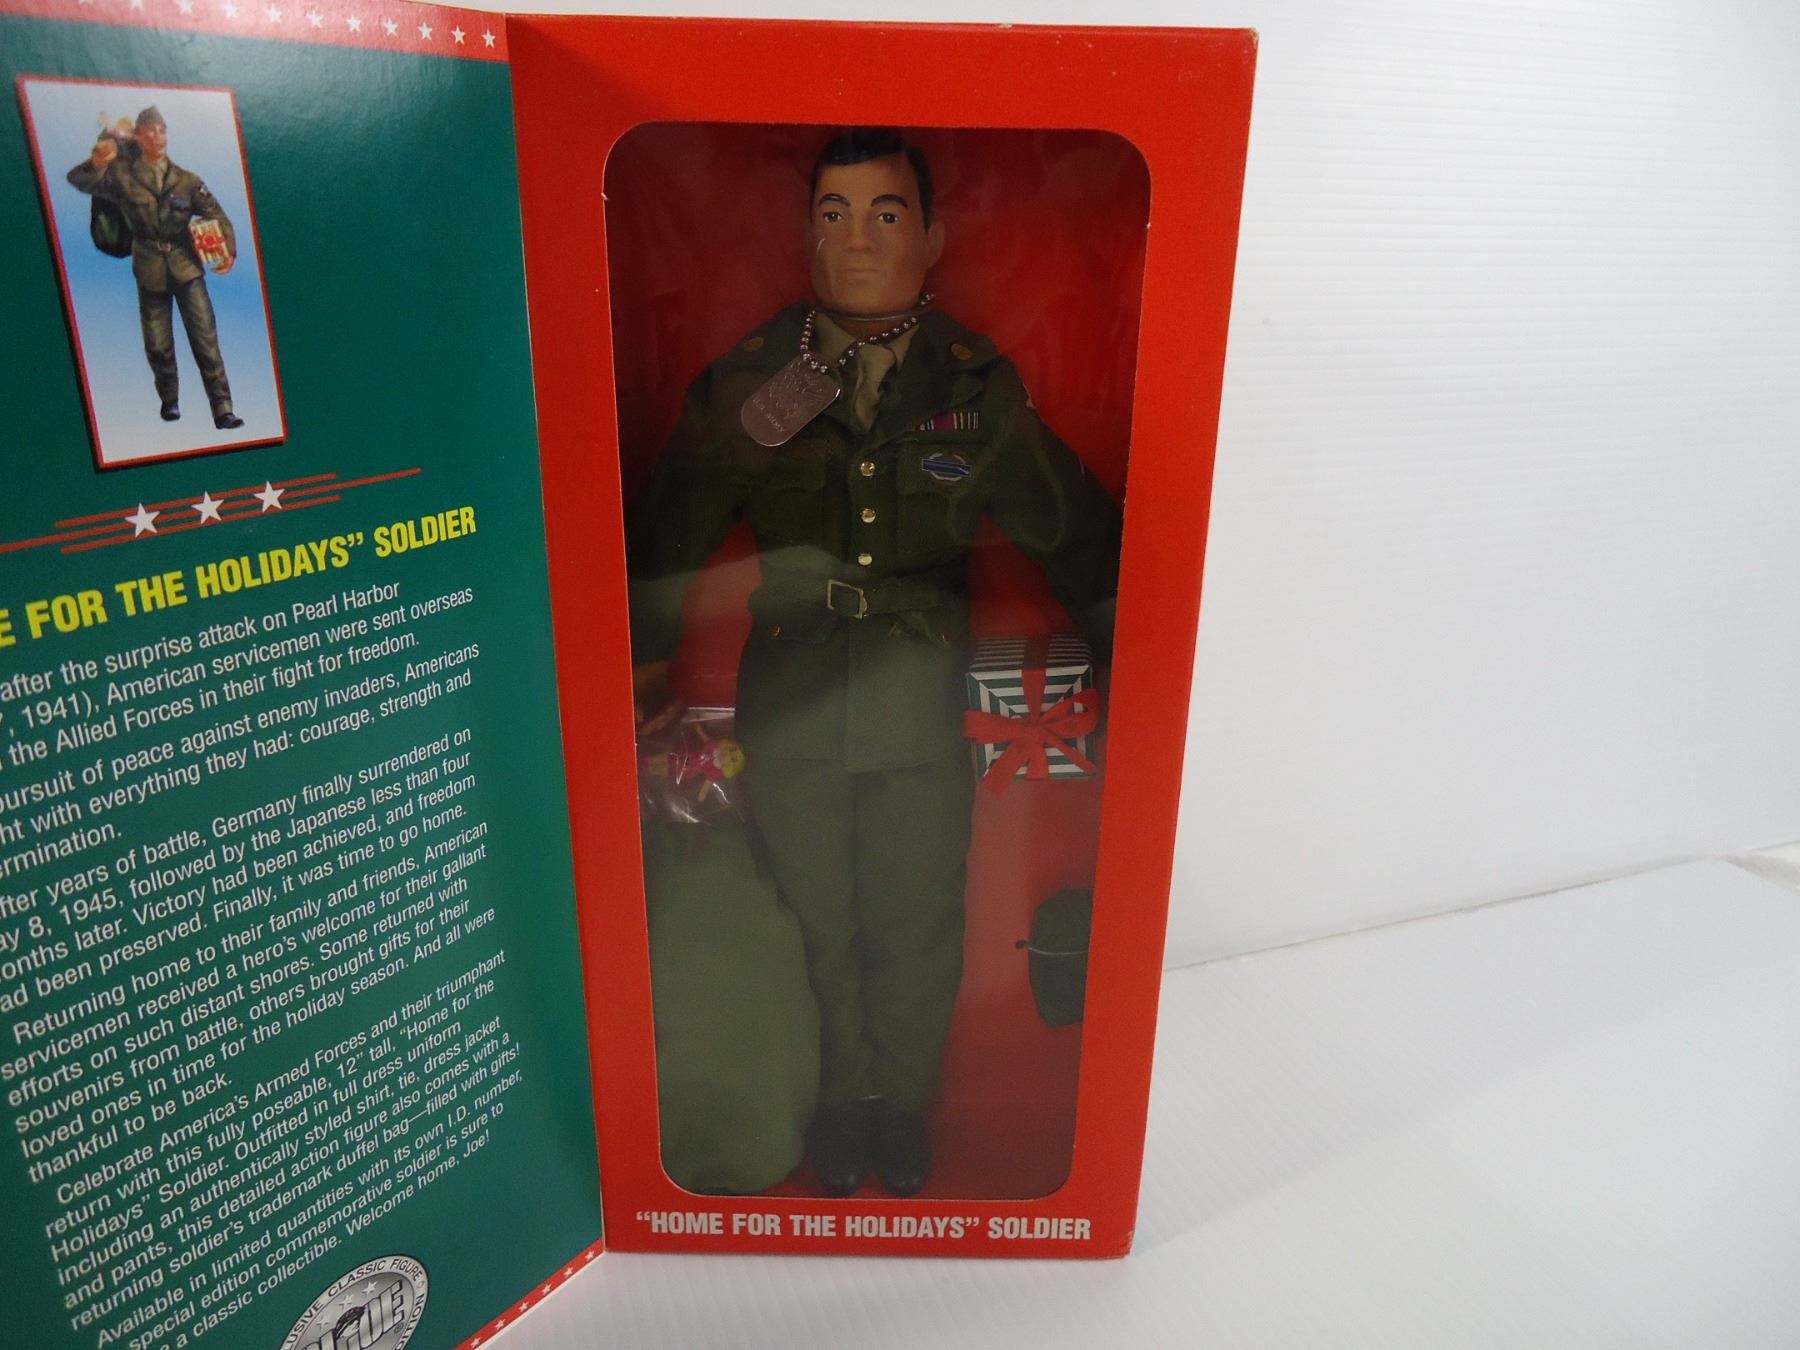 FOR THE HOLIDAYS" SOLDIER
after the surprise attack on Pearl Harbor
1941), American servicemen were sent overseas
the Allied Forces in their fight for freedom.
pursuit of peace against enemy invaders, Americans
with everything they had: courage, strength and
After years of battle, Germany finally surrendered on
8, 1945, followed by the Japanese less than four
months later. Victory had been achieved, and freedom
had been preserved. Finally, it was time to go home.
Returning home to their family and friends, American
servicemen received a hero's welcome for their gallant
efforts on such distant shores. Some returned with
souvenirs from battle, others brought gifts for their
loved ones in time for the holiday season. And all were
thankful to be back.
Celebrate America's Armed Forces and their triumphant
return with this fully poseable, 12" tall, "Home for the
Holidays" Soldier. Outfitted in full dress uniform
including an authentically styled shirt, tie, dress jacket
and pants, this detailed action figure also comes with a
returning soldier's trademark duffel bag—filled with gifts!
Available in limited quantities with its own I.D. number,
special edition commemorative soldier is sure to
a classic collectible. Welcome home, Joe!
CLASSIC FIGURE
JOE
U.S. ARMY
"HOME FOR THE HOLIDAYS" SOLDIER